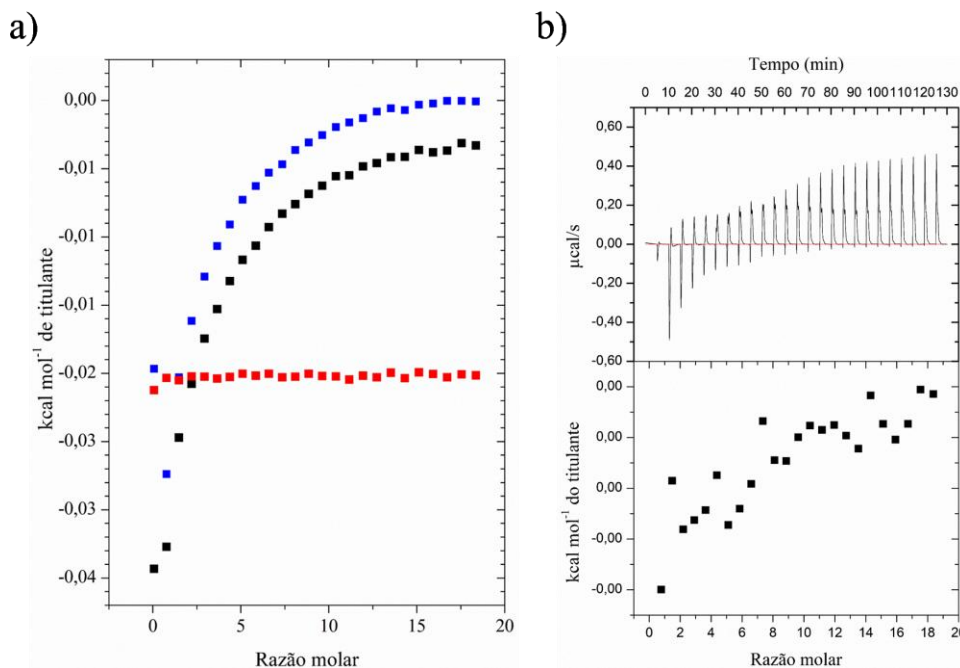 a)
0,00
-0,01
-0,01
-0,01
-0,02
-0,03
-0,03
-0,04
kcal mol⁻¹ de titulante
0 5 10 15 20
Razão molar
b)
Tempo (min)
0 10 20 30 40 50 60 70 80 90 100 110 120 130
0,60
0,40
0,20
0,00
-0,20
-0,40
-0,60
µcal/s
0,00
0,00
0,00
-0,00
-0,00
kcal mol⁻¹ do titulante
0 2 4 6 8 10 12 14 16 18 20
Razão molar